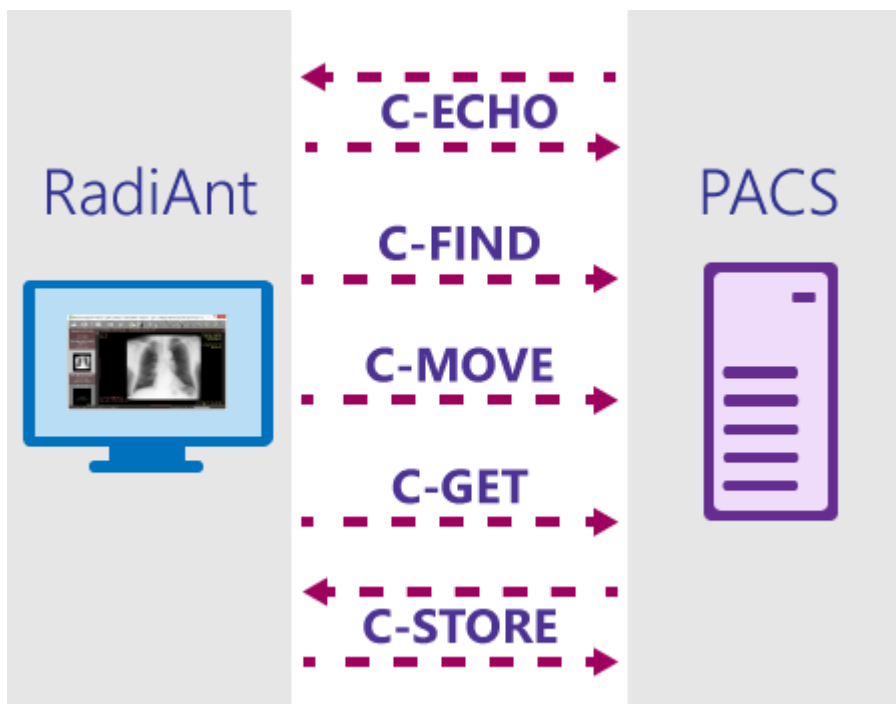 C-ECHO
RadiAnt
PACS
C-FIND
C-MOVE
C-GET
C-STORE